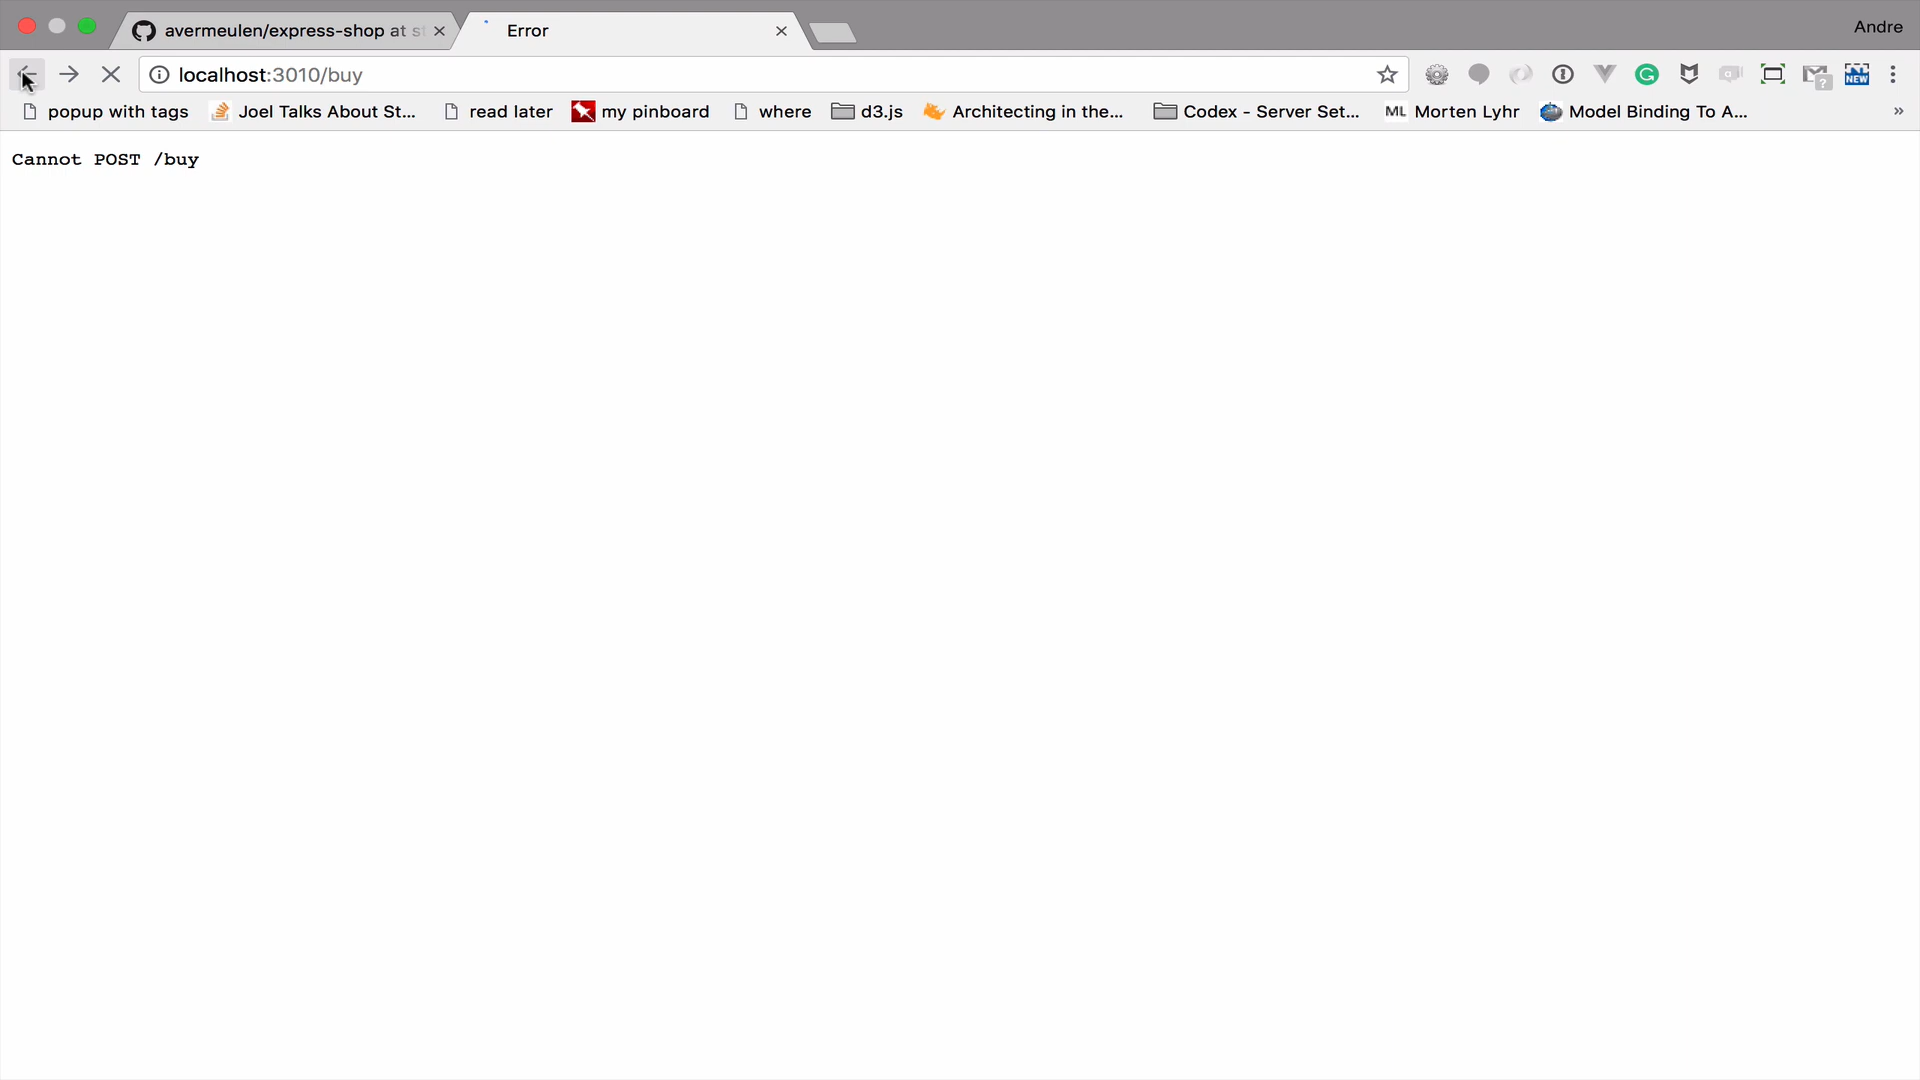 avermeulen/express-shop at st
Error
Andre
localhost:3010/buy
popup with tags
Joel Talks About St...
read later
my pinboard
where
d3.js
Architecting in the...
Codex - Server Set...
ML Morten Lyhr
Model Binding To A...
»
Cannot POST /buy
NEW